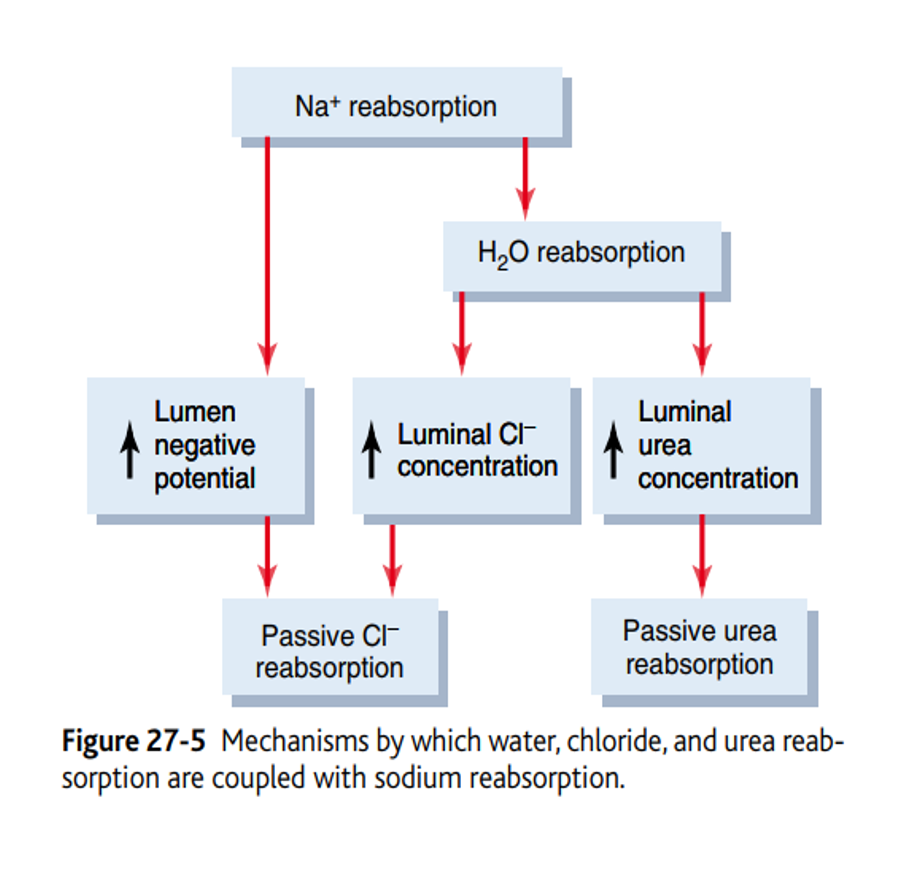 Na⁺ reabsorption
H₂O reabsorption
Lumen
negative
potential
Luminal Cl⁻
concentration
Luminal
urea
concentration
Passive Cl⁻
reabsorption
Passive urea
reabsorption
Figure 27-5 Mechanisms by which water, chloride, and urea reab-
sorption are coupled with sodium reabsorption.